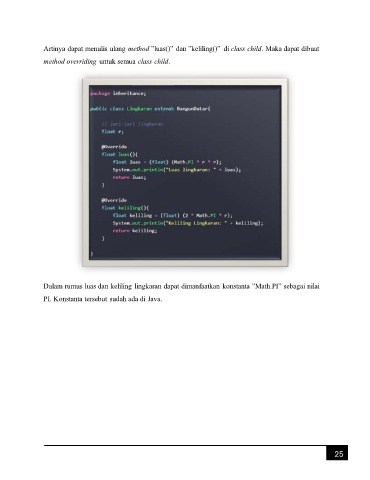 Artinya dapat menulis ulang method "luas()" dan "keliling()" di class child. Maka dapat dibuat
method overriding untuk semua class child.
package inheritance;
public class Lingkaran extends BangunDatar{
// jari-jari lingkaran
float r;
@Override
float luas(){
float luas = (float) (Math.PI * r * r);
System.out.println("Luas lingkaran: " + luas);
return luas;
}
@Override
float keliling(){
float keliling = (float) (2 * Math.PI * r);
System.out.println("Keliling Lingkaran: " + keliling);
return keliling;
}
}
Dalam rumus luas dan keliling lingkaran dapat dimanfaatkan konstanta "Math.PI" sebagai nilai
PI. Konstanta tersebut sudah ada di Java.
25